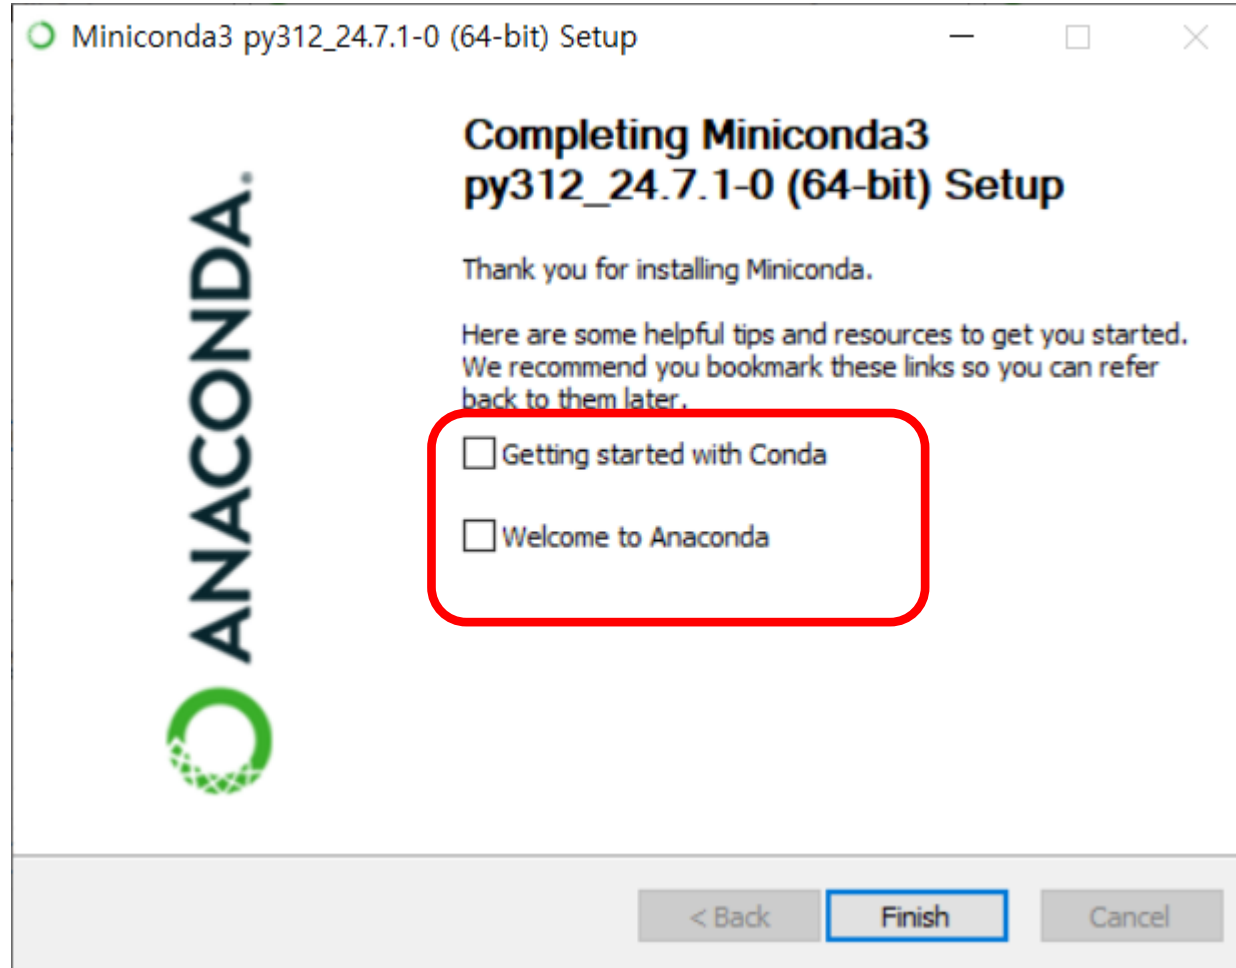 Miniconda3 py312_24.7.1-0 (64-bit) Setup
ANACONDA.
Completing Miniconda3
py312_24.7.1-0 (64-bit) Setup
Thank you for installing Miniconda.
Here are some helpful tips and resources to get you started.
We recommend you bookmark these links so you can refer
back to them later.
Getting started with Conda
Welcome to Anaconda
< Back
Finish
Cancel